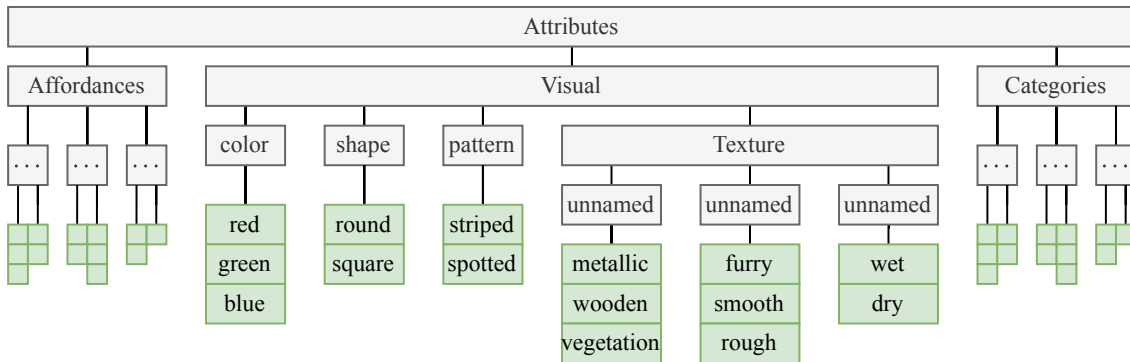 Attributes
Affordances Visual Categories
color shape pattern Texture
... ... ... ... ... ...
unnamed unnamed unnamed
red round striped
green square spotted
blue
metallic furry wet
wooden smooth dry
vegetation rough